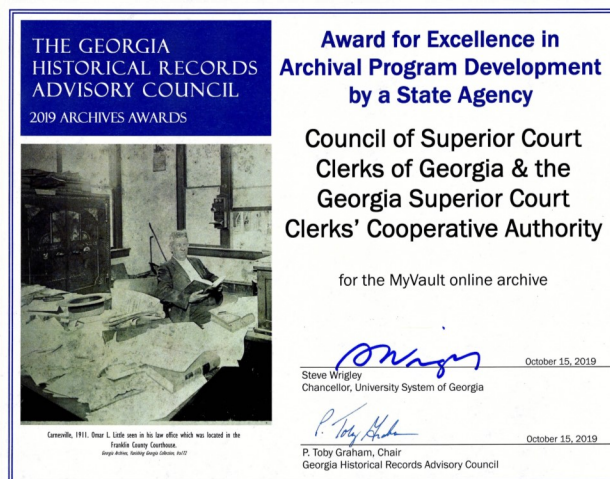 THE GEORGIA
HISTORICAL RECORDS
ADVISORY COUNCIL
2019 ARCHIVES AWARDS
Carnesville, 1911. Omar L. Little seen in his law office which was located in the
Franklin County Courthouse.
Georgia Archives, Vanishing Georgia Collection,
Award for Excellence in
Archival Program Development
by a State Agency
Council of Superior Court
Clerks of Georgia & the
Georgia Superior Court
Clerks' Cooperative Authority
for the MyVault online archive
October 15, 2019
Steve Wrigley
Chancellor, University System of Georgia
P. Toby Graham
October 15, 2019
P. Toby Graham, Chair
Georgia Historical Records Advisory Council